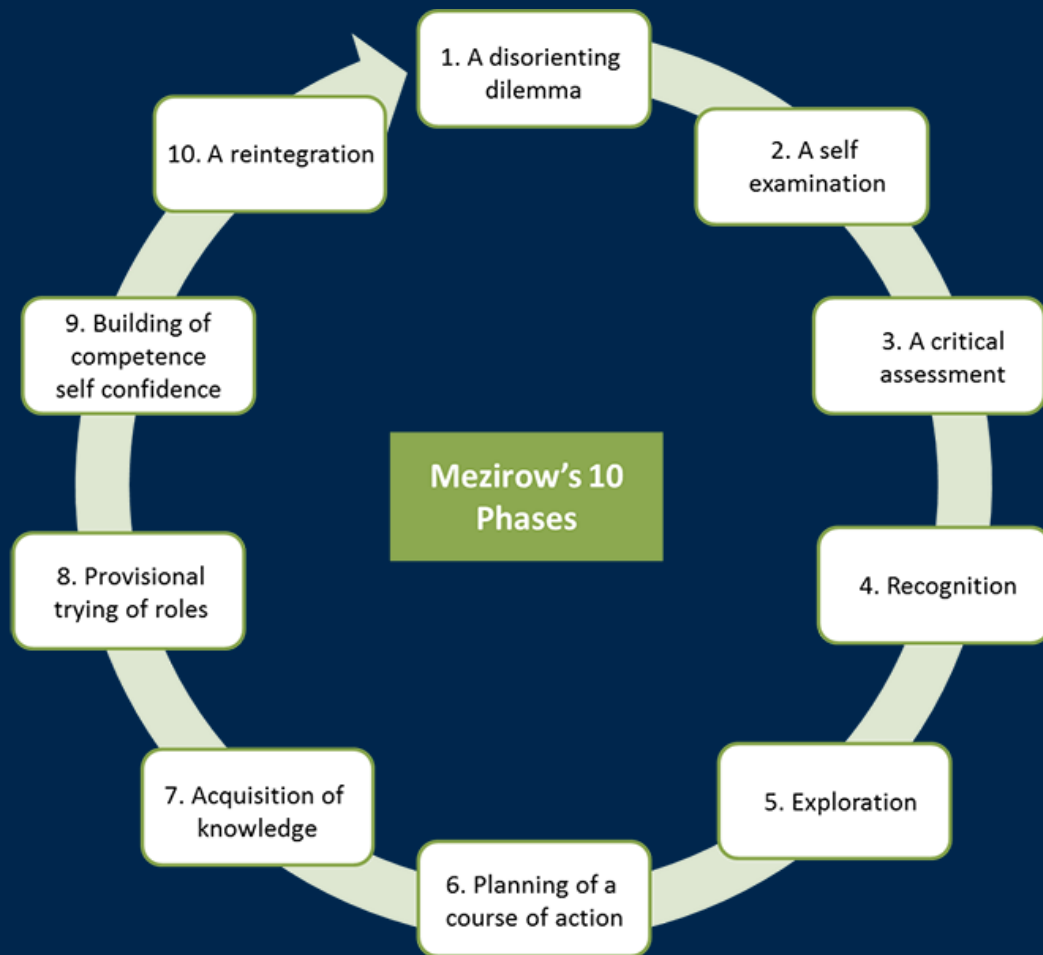 1. A disorienting
dilemma
2. A self
examination
3. A critical
assessment
4. Recognition
5. Exploration
6. Planning of a
course of action
7. Acquisition of
knowledge
8. Provisional
trying of roles
9. Building of
competence
self confidence
10. A reintegration
Mezirow’s 10
Phases